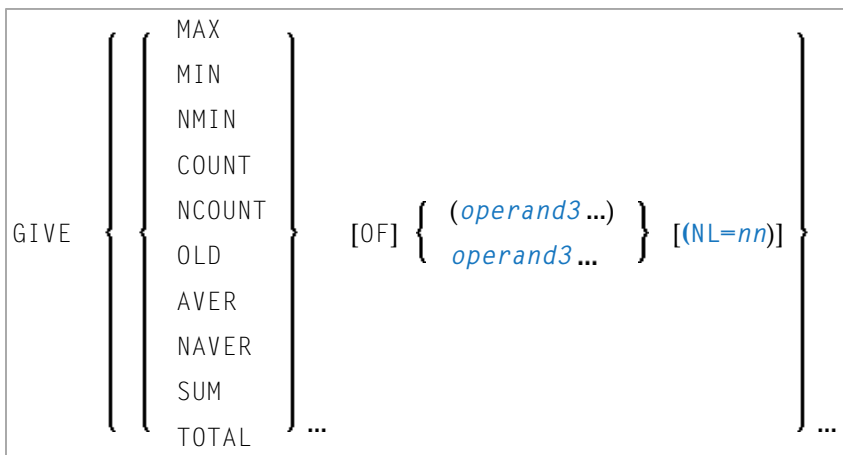 MAX
MIN
NMIN
COUNT
NCOUNT
GIVE { { } [OF] { (operand3 ...) operand3 ... } [(NL=nn)] }
OLD
AVER
NAVER
SUM
TOTAL ... ...